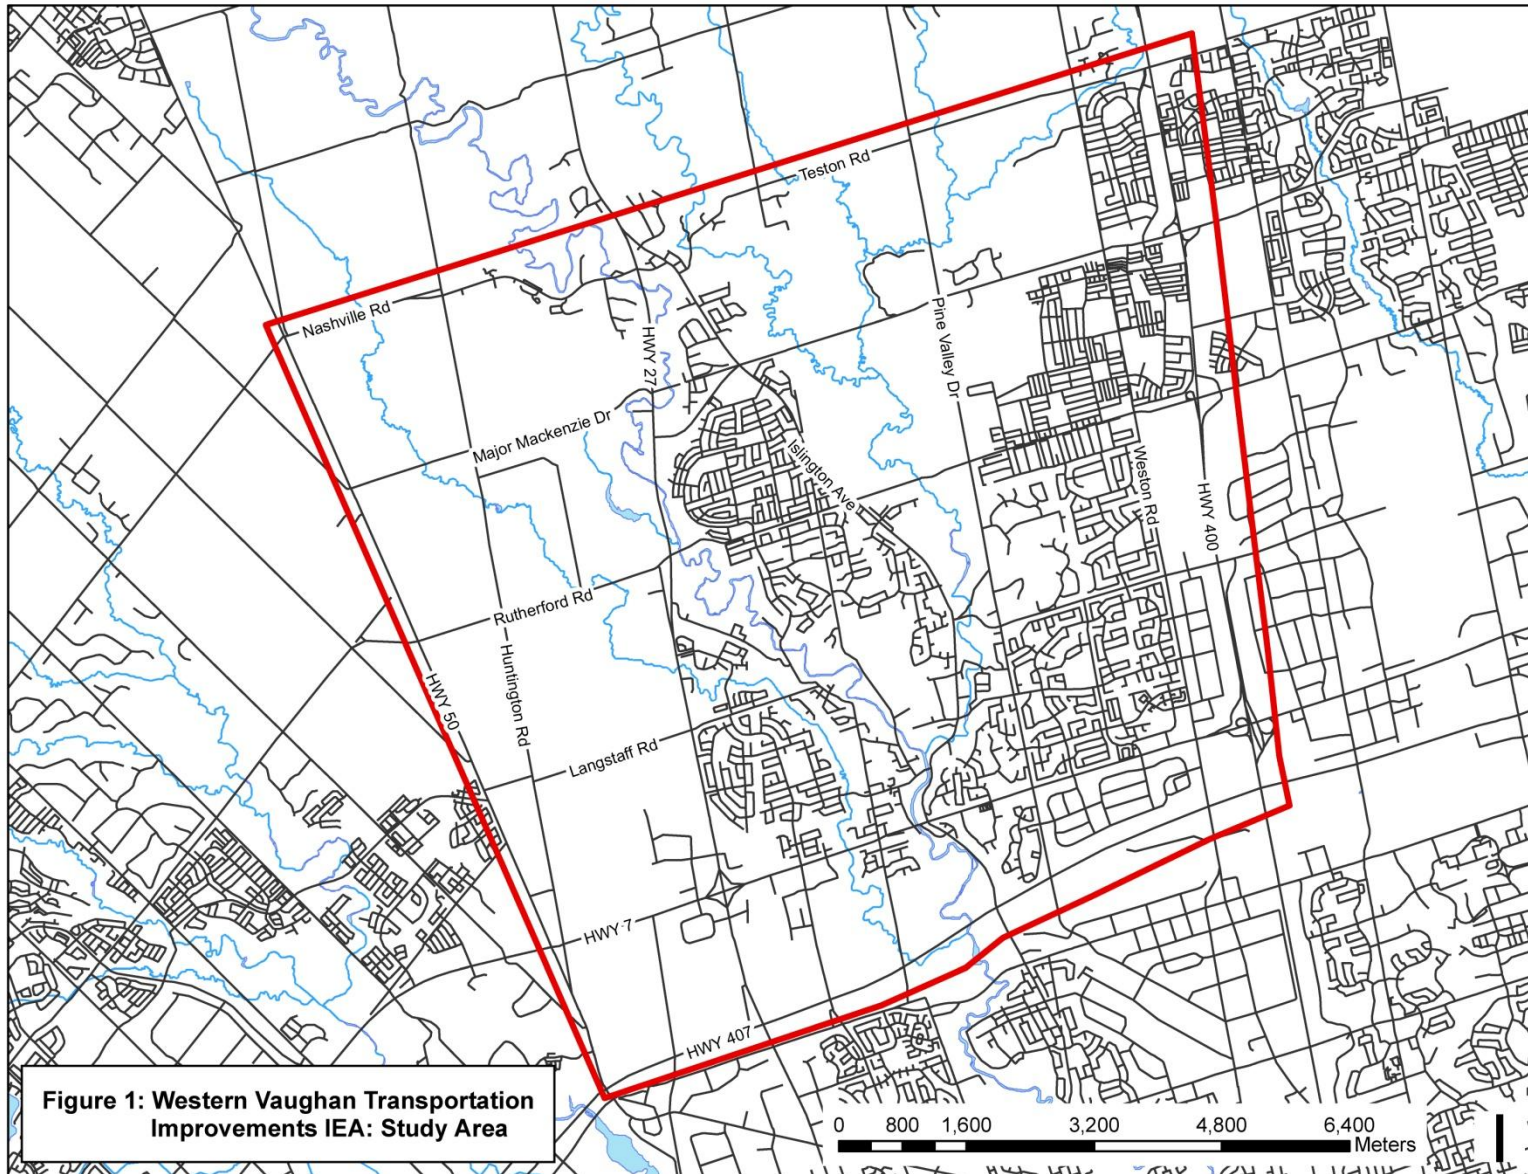 Teston Rd
Nashville Rd
HWY 27
Pine Valley Dr
Major Mackenzie Dr
Islington Ave
Weston Rd
HWY 400
Rutherford Rd
Huntington Rd
HWY 50
Langstaff Rd
HWY 7
HWY 407
Figure 1: Western Vaughan Transportation
Improvements IEA: Study Area
0 800 1,600 3,200 4,800 6,400
Meters